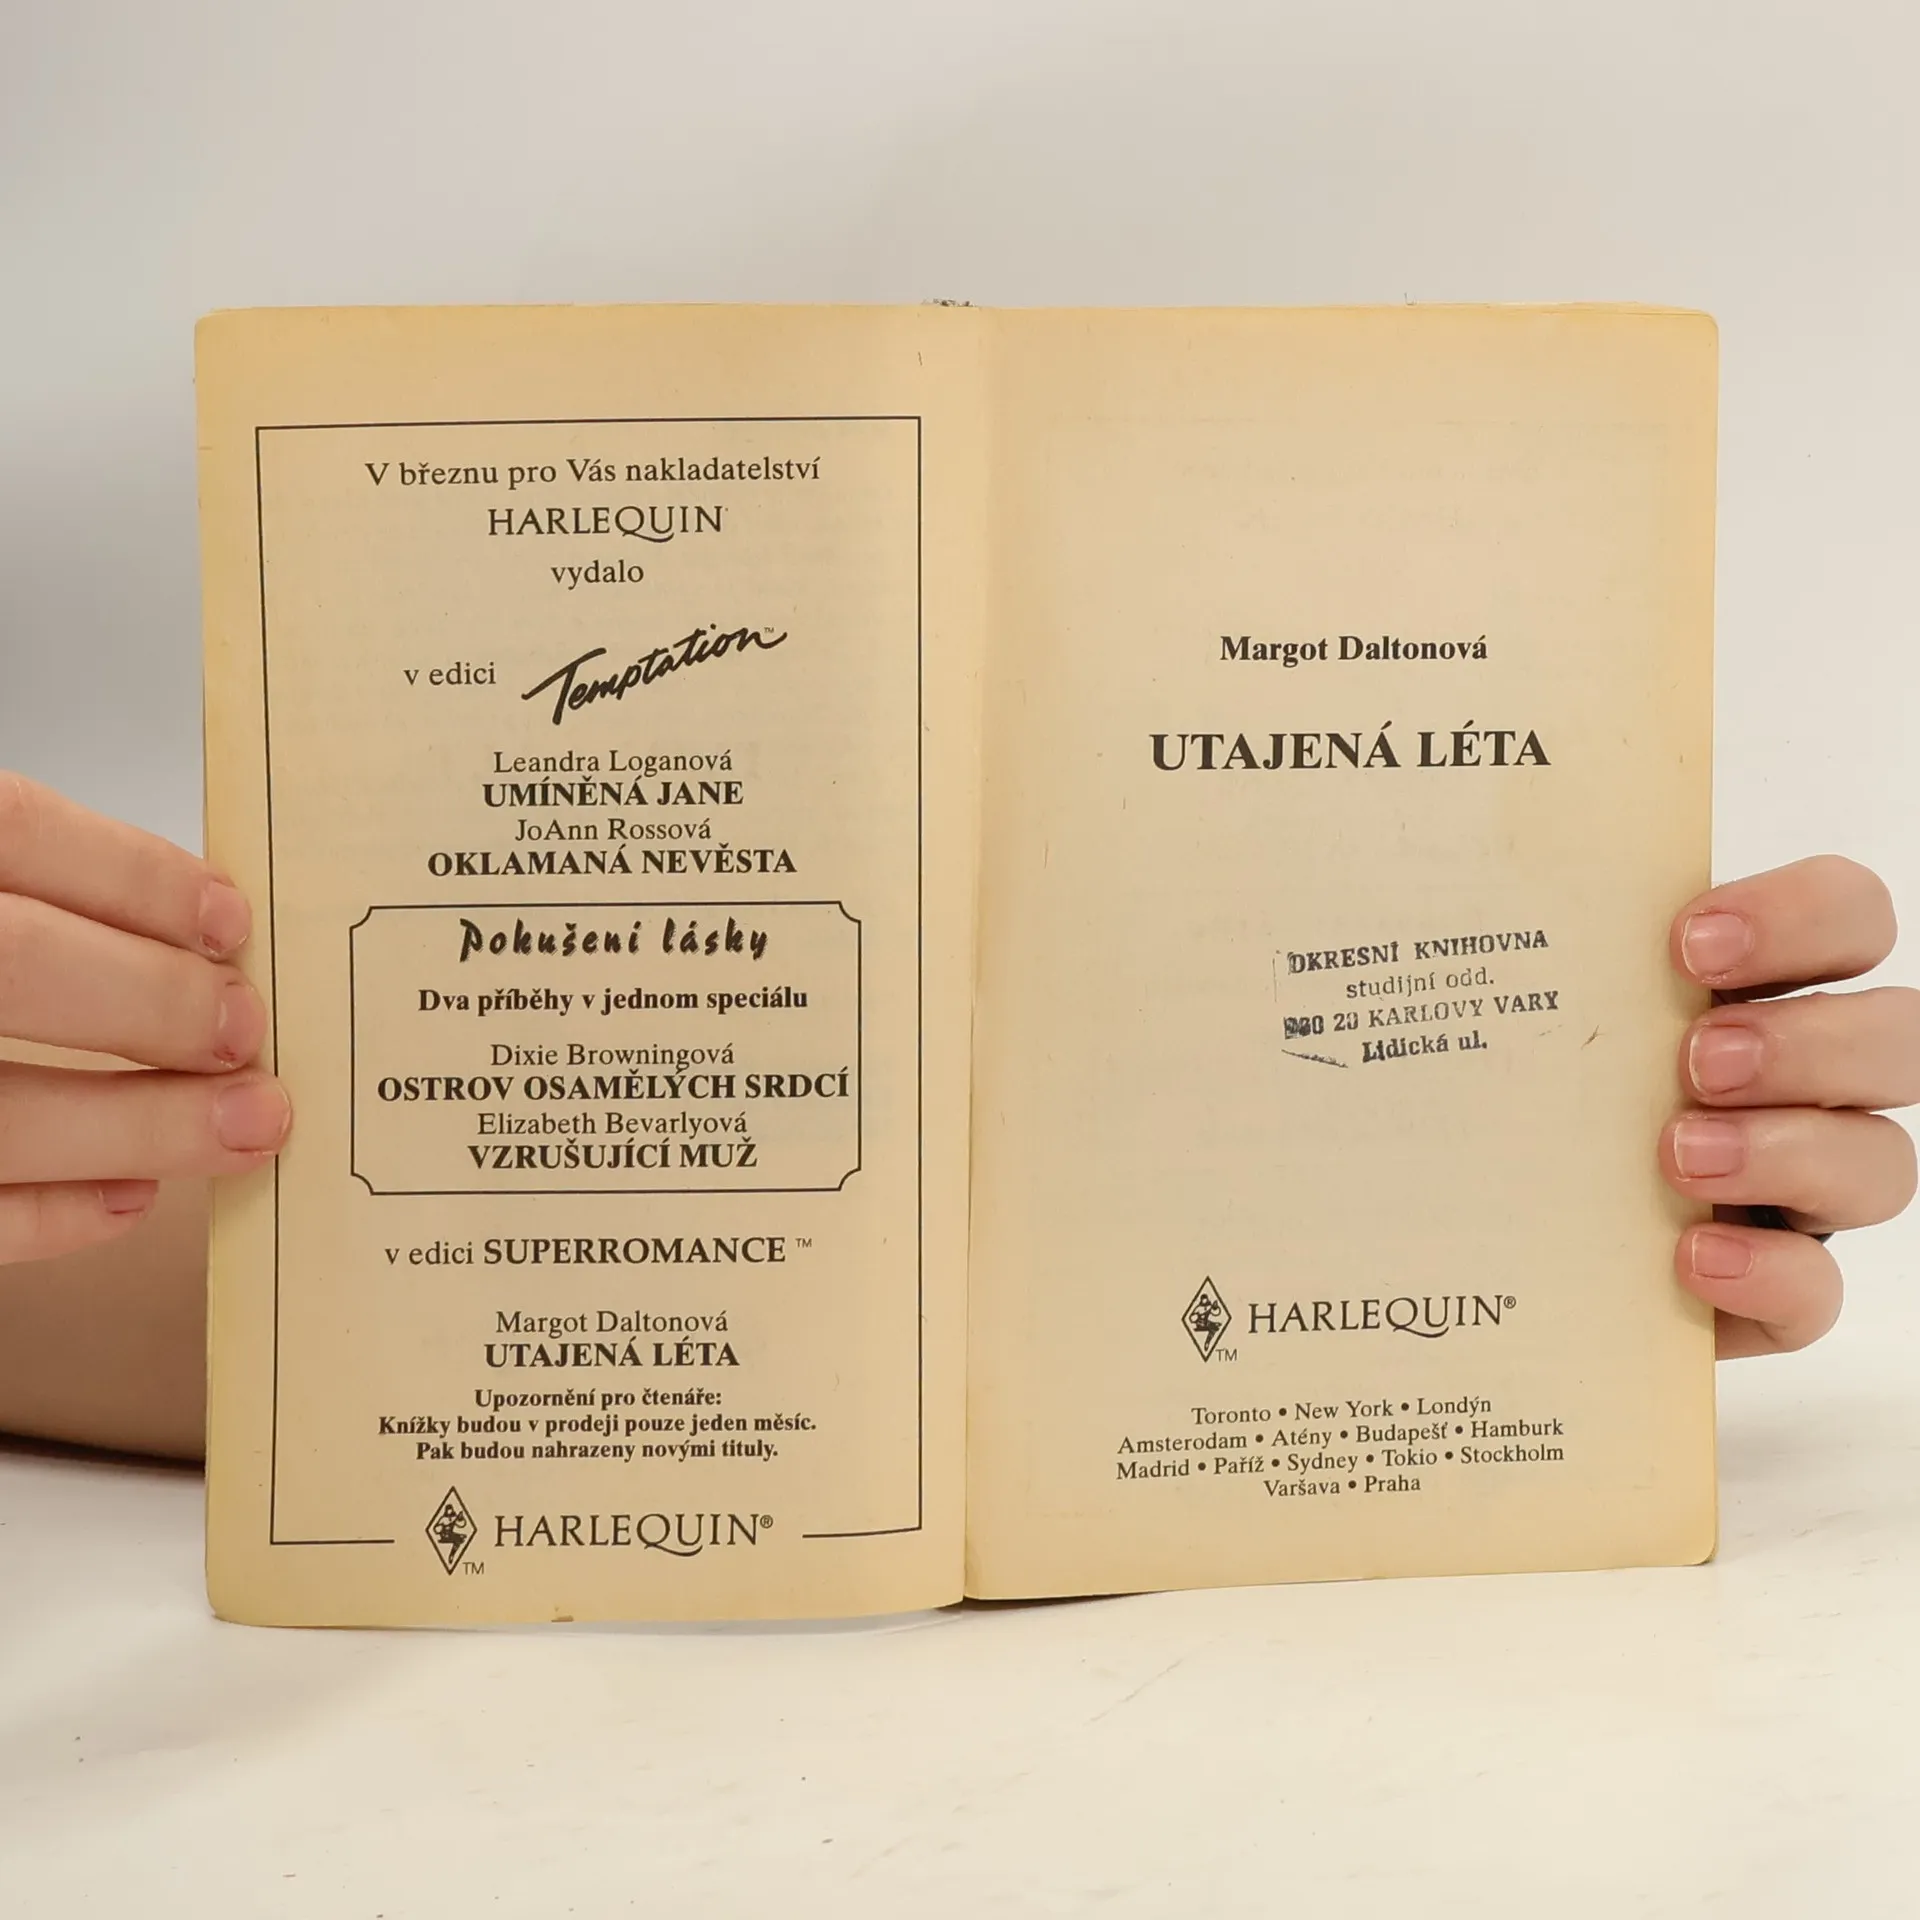 V březnu pro Vás nakladatelství
HARLEQUIN
vydalo
v edici Temptation™
Leandra Loganová
UMÍNĚNÁ JANE
JoAnn Rossová
OKLAMANÁ NEVĚSTA
Pokušení lásky
Dva příběhy v jednom speciálu
Dixie Browningová
OSTROV OSAMĚLÝCH SRDCÍ
Elizabeth Bevarlyová
VZRUŠUJÍCÍ MUŽ
v edici SUPERROMANCE™
Margot Daltonová
UTAJENÁ LÉTA
Upozornění pro čtenáře:
Knížky budou v prodeji pouze jeden měsíc.
Pak budou nahrazeny novými tituly.
HARLEQUIN®
TM
Margot Daltonová
UTAJENÁ LÉTA
OKRESNÍ KNIHOVNA
studijní odd.
20 KARLOVY VARY
Lidická ul.
HARLEQUIN®
TM
Toronto • New York • Londýn
Amsterodam • Atény • Budapešť • Hamburk
Madrid • Paříž • Sydney • Tokio • Stockholm
Varšava • Praha